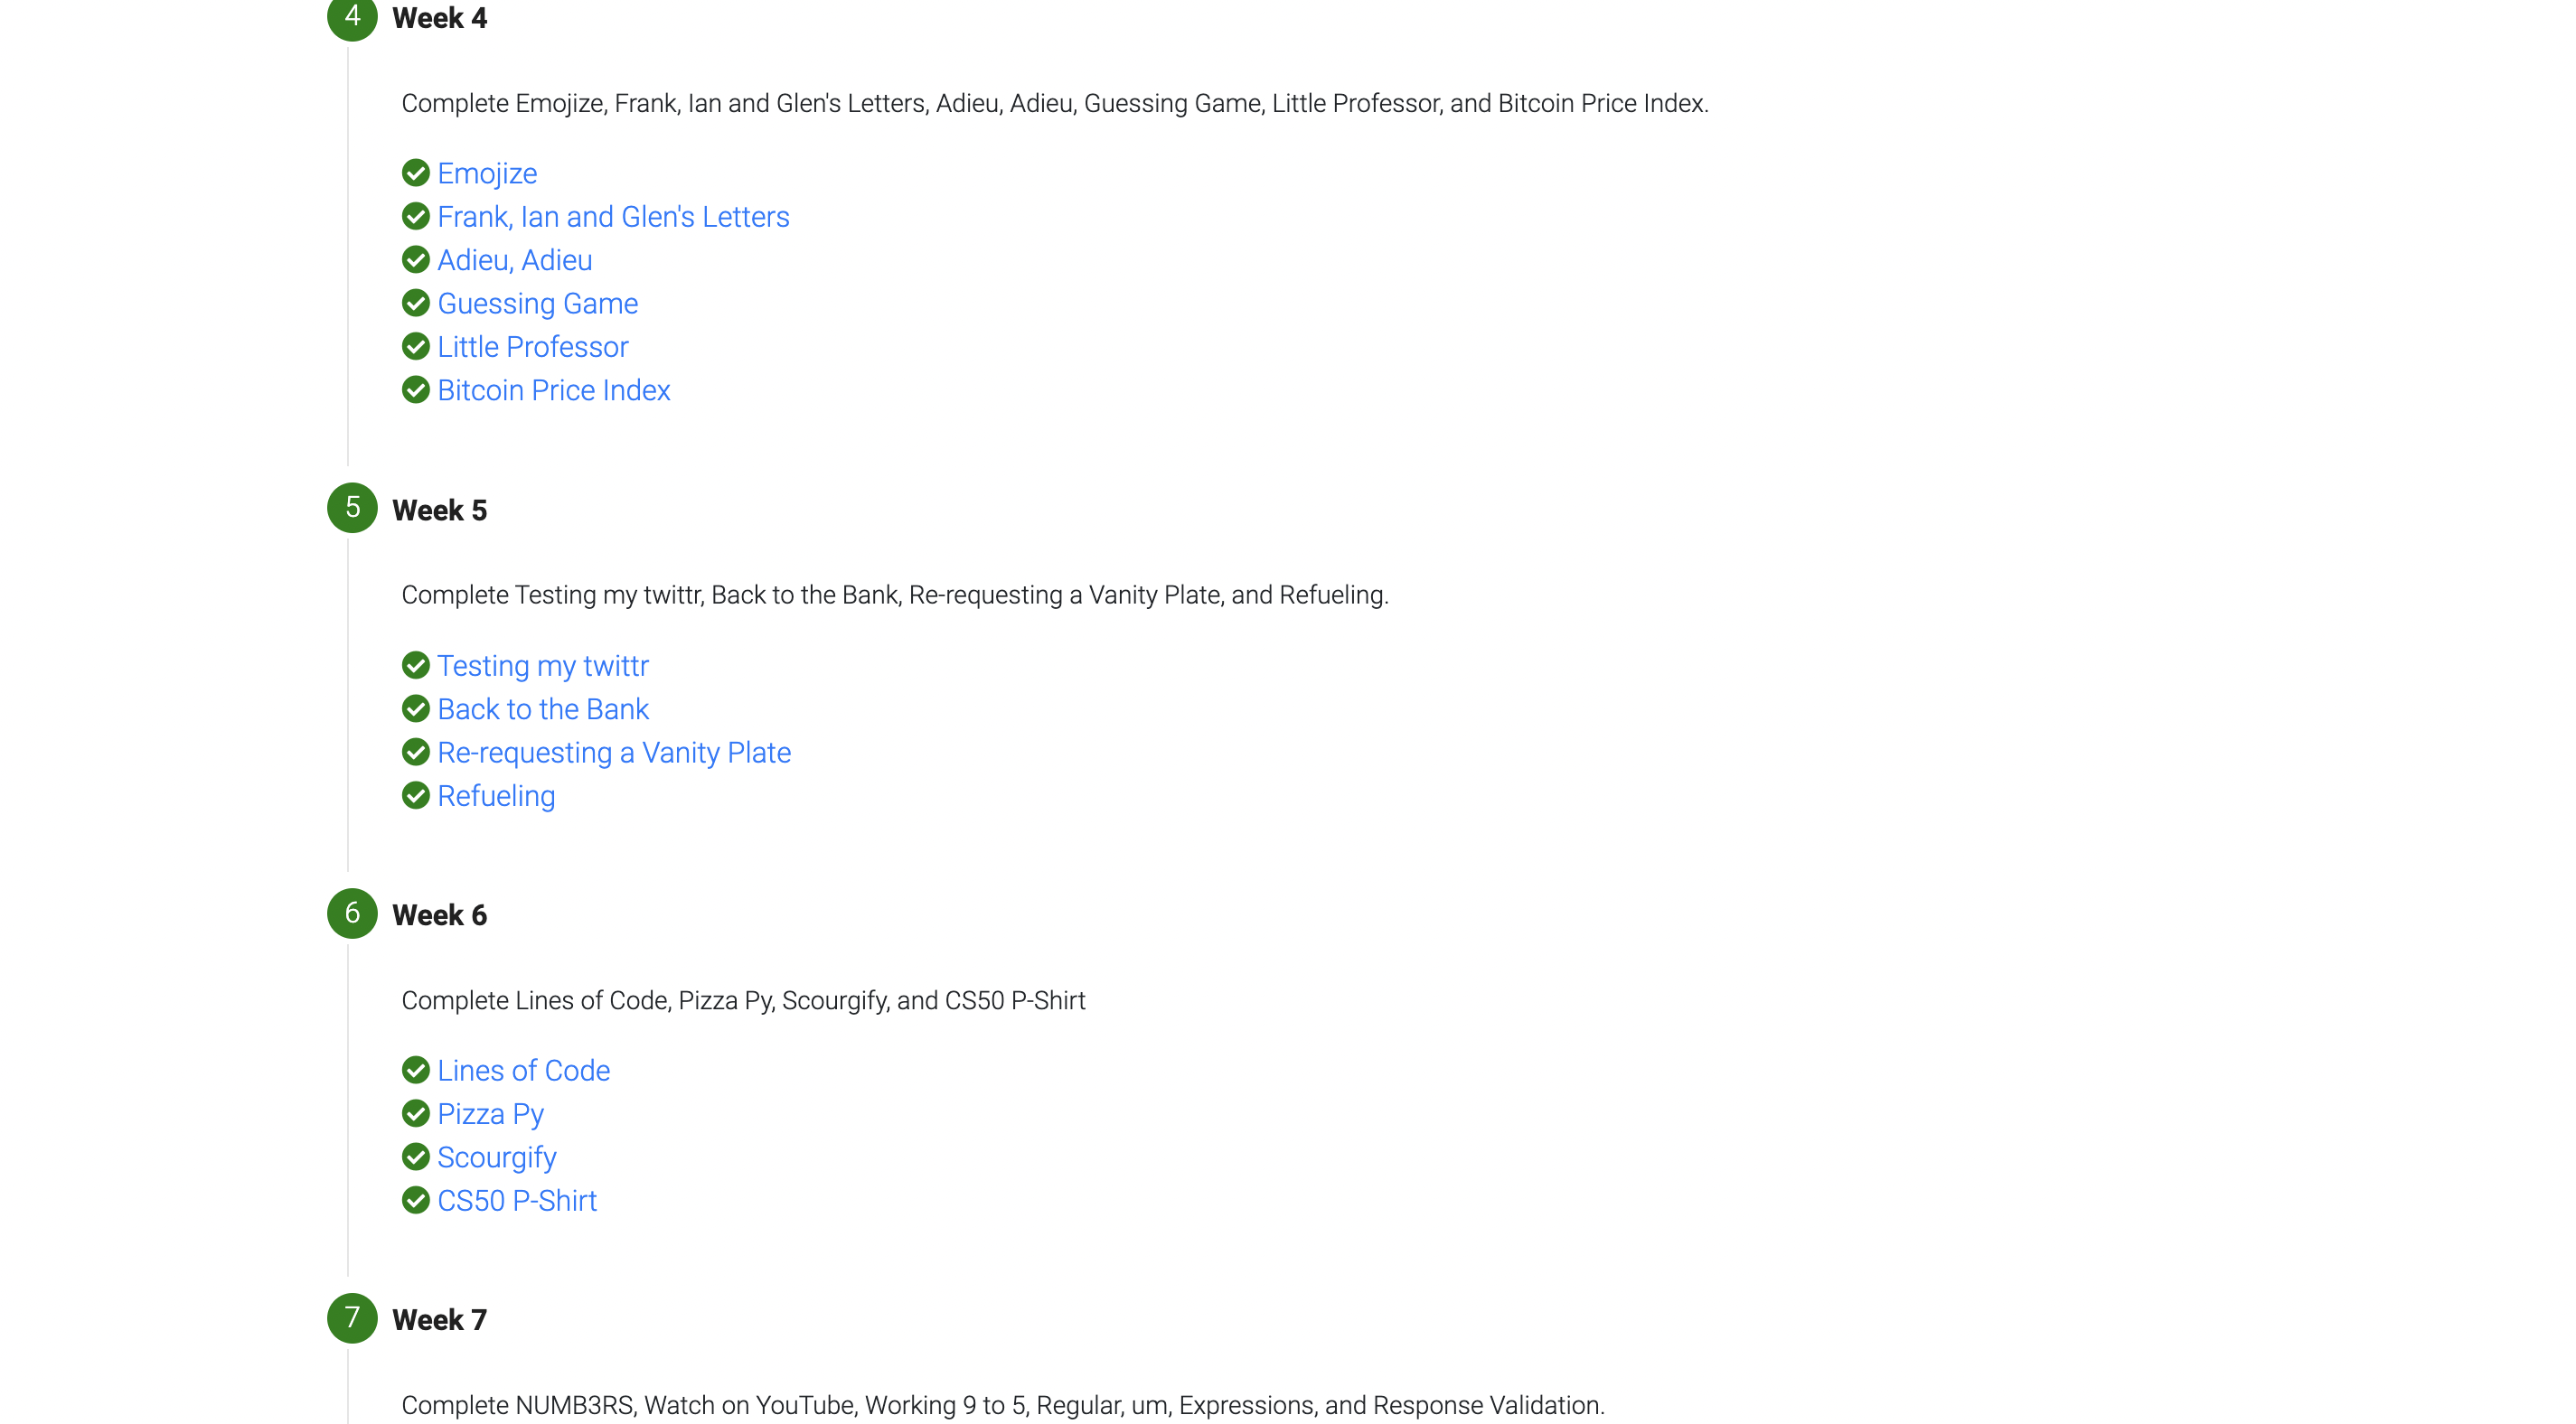 4 Week 4
Complete Emojize, Frank, Ian and Glen's Letters, Adieu, Adieu, Guessing Game, Little Professor, and Bitcoin Price Index.
Emojize
Frank, Ian and Glen's Letters
Adieu, Adieu
Guessing Game
Little Professor
Bitcoin Price Index
5 Week 5
Complete Testing my twittr, Back to the Bank, Re-requesting a Vanity Plate, and Refueling.
Testing my twittr
Back to the Bank
Re-requesting a Vanity Plate
Refueling
6 Week 6
Complete Lines of Code, Pizza Py, Scourgify, and CS50 P-Shirt
Lines of Code
Pizza Py
Scourgify
CS50 P-Shirt
7 Week 7
Complete NUMB3RS, Watch on YouTube, Working 9 to 5, Regular, um, Expressions, and Response Validation.